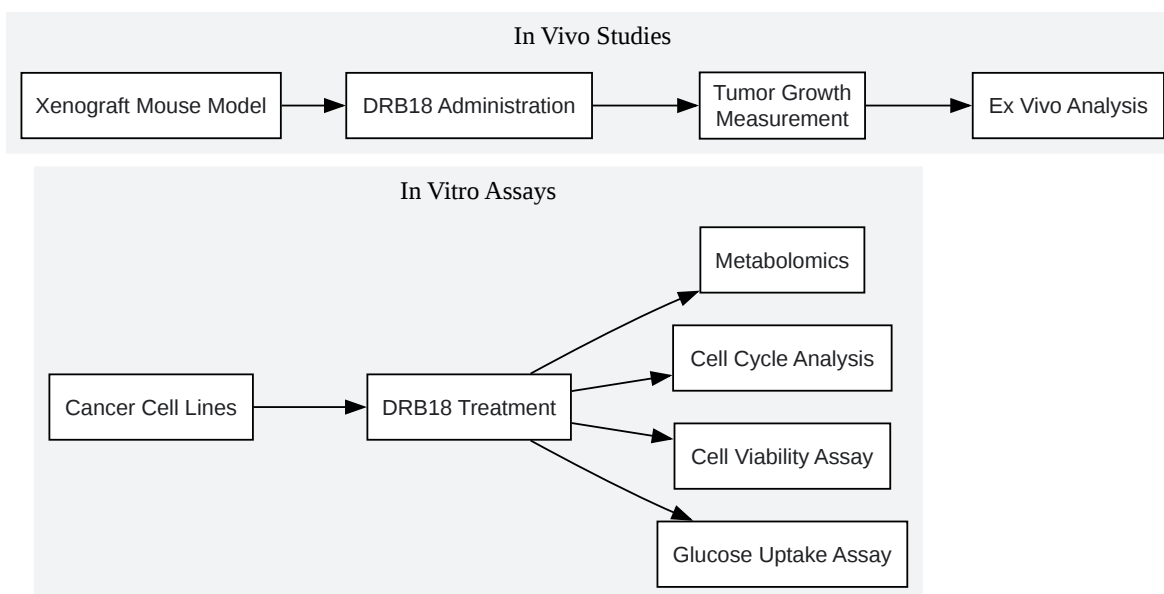 In Vivo Studies
Xenograft Mouse Model
DRB18 Administration
Tumor Growth
Measurement
Ex Vivo Analysis
In Vitro Assays
Cancer Cell Lines
DRB18 Treatment
Metabolomics
Cell Cycle Analysis
Cell Viability Assay
Glucose Uptake Assay